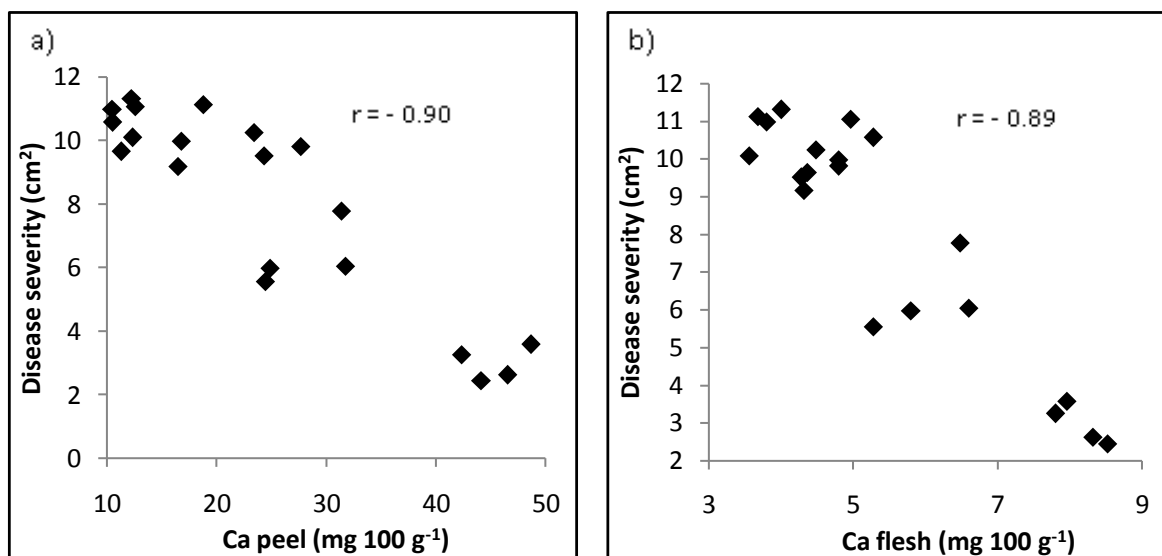 a)
r = - 0.90
Disease severity (cm²)
12
10
8
6
4
2
0
10 20 30 40 50
Ca peel (mg 100 g⁻¹)
b)
r = - 0.89
Disease severity (cm²)
12
11
10
9
8
7
6
5
4
3
2
3 5 7 9
Ca flesh (mg 100 g⁻¹)